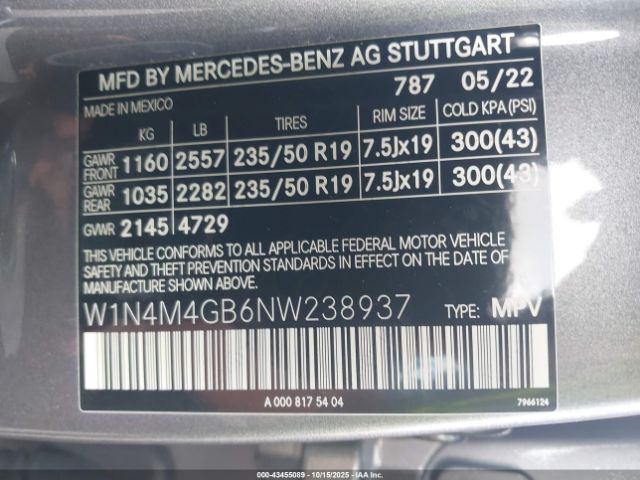 MFD BY MERCEDES-BENZ AG STUTTGART
787 05/22
MADE IN MEXICO
KG LB TIRES RIM SIZE COLD KPA(PSI)
GAWR FRONT 1160 2557 235/50 R19 7.5Jx19 300(43)
GAWR REAR 1035 2282 235/50 R19 7.5Jx19 300(43)
GVWR 2145 4729
THIS VEHICLE CONFORMS TO ALL APPLICABLE FEDERAL MOTOR VEHICLE
SAFETY AND THEFT PREVENTION STANDARDS IN EFFECT ON THE DATE OF
MANUFACTURE SHOWN ABOVE.
W1N4M4GB6NW238937 TYPE: MPV
A 000 817 54 04
7966124
000-43455089 - 10/15/2025 - IAAI.COM